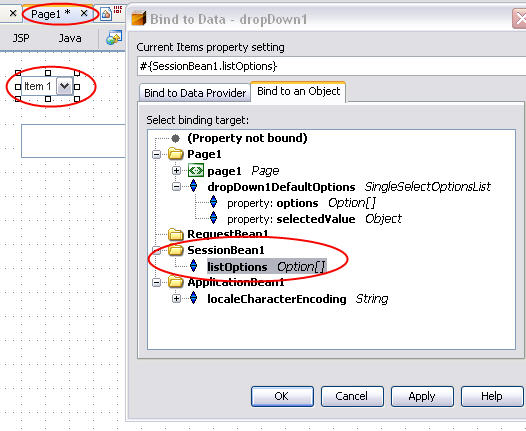 Page1 *
JSP Java
Item 1
Bind to Data - dropDown1
Current Items property setting
#{SessionBean1.listOptions}
Bind to Data Provider Bind to an Object
Select binding target:
(Property not bound)
Page1
page1 Page
dropDown1DefaultOptions SingleSelectOptionsList
property: options Option[]
property: selectedValue Object
RequestBean1
SessionBean1
listOptions Option[]
ApplicationBean1
localeCharacterEncoding String
OK Cancel Apply Help